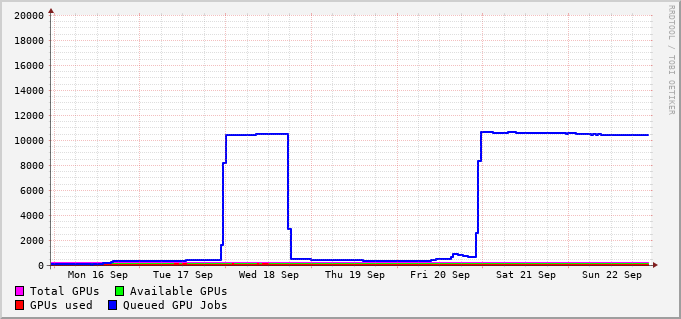 RRDTOOL / TOBI OETIKER
20000
18000
16000
14000
12000
10000
8000
6000
4000
2000
0
Mon 16 Sep Tue 17 Sep Wed 18 Sep Thu 19 Sep Fri 20 Sep Sat 21 Sep Sun 22 Sep
Total GPUs Available GPUs
GPUs used Queued GPU Jobs